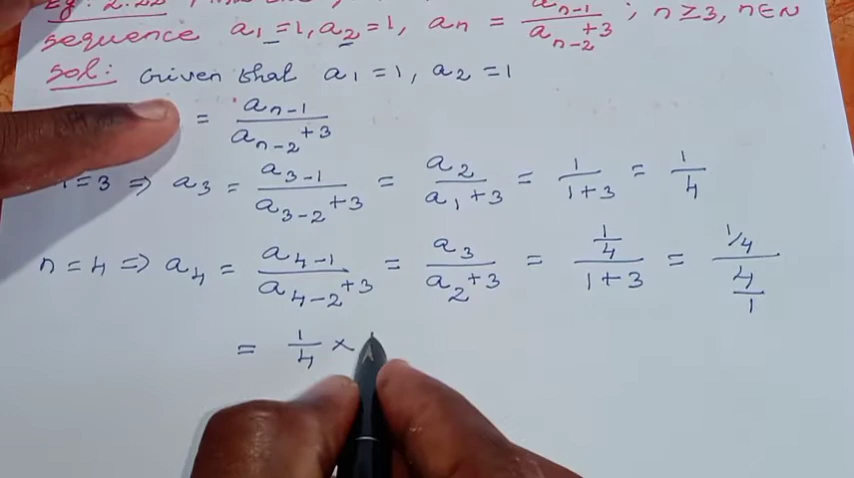 Eg: 2.22
sequence a₁ = 1, a₂ = 1, aₙ = aₙ₋₁ / aₙ₋₂ + 3 ; n ≥ 3, n ∈ N
Sol: Given that a₁ = 1, a₂ = 1
= aₙ₋₁ / aₙ₋₂ + 3
= 3 ⇒ a₃ = a₃₋₁ / a₃₋₂ + 3 = a₂ / a₁ + 3 = 1 / 1 + 3 = 1/4
n = 4 ⇒ a₄ = a₄₋₁ / a₄₋₂ + 3 = a₃ / a₂ + 3 = 1/4 / 1 + 3 = 1/4 / 4/1
= 1/4 ×